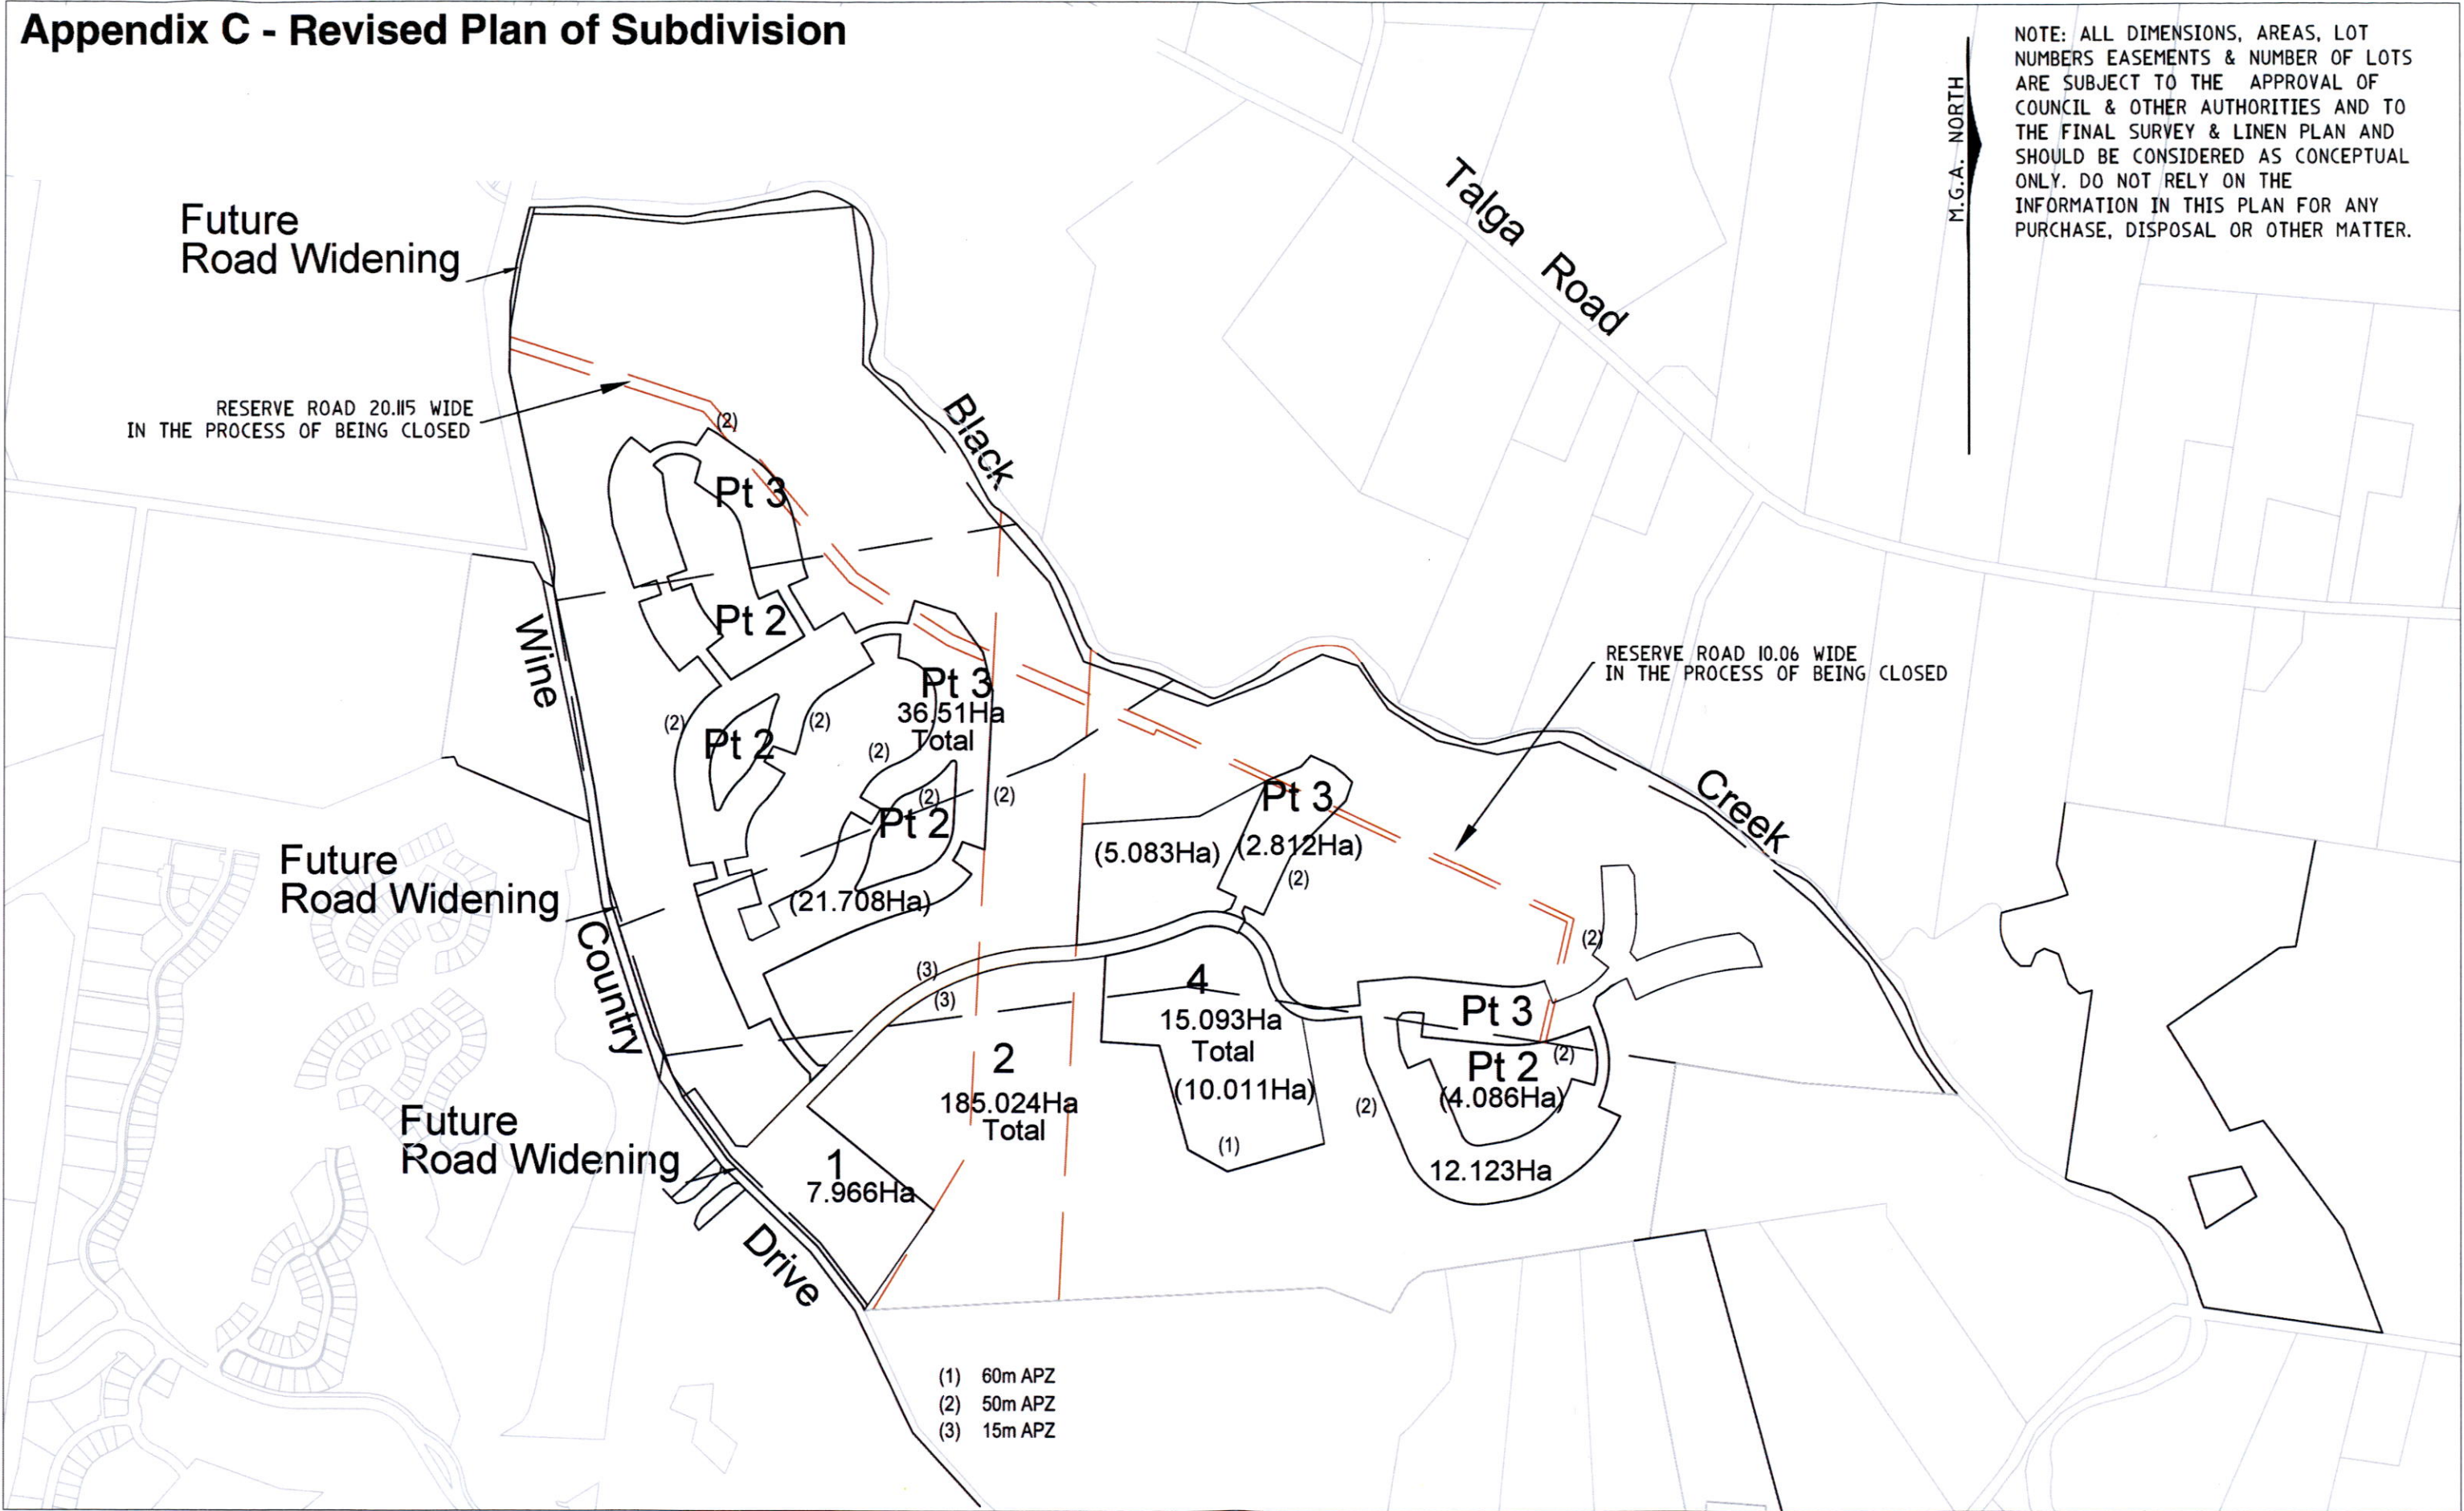 Appendix C - Revised Plan of Subdivision
NOTE: ALL DIMENSIONS, AREAS, LOT
NUMBERS EASEMENTS & NUMBER OF LOTS
ARE SUBJECT TO THE APPROVAL OF
COUNCIL & OTHER AUTHORITIES AND TO
THE FINAL SURVEY & LINEN PLAN AND
SHOULD BE CONSIDERED AS CONCEPTUAL
ONLY. DO NOT RELY ON THE
INFORMATION IN THIS PLAN FOR ANY
PURCHASE, DISPOSAL OR OTHER MATTER.
M.G.A. NORTH
Talga Road
Future
Road Widening
RESERVE ROAD 20.115 WIDE
IN THE PROCESS OF BEING CLOSED
(2)
Black
Pt 3
Pt 2
Wine
RESERVE ROAD 10.06 WIDE
IN THE PROCESS OF BEING CLOSED
Pt 3
36.51Ha
Total
(2)
(2)
(2)
Pt 2
(2)
(2)
Pt 2
Pt 3
Creek
(5.083Ha)
(2.812Ha)
(2)
Future
Road Widening
(21.708Ha)
Country
(2)
(3)
(3)
4
15.093Ha
Total
(10.011Ha)
(1)
Pt 3
Pt 2
(2)
(4.086Ha)
(2)
12.123Ha
2
185.024Ha
Total
Future
Road Widening
1
7.966Ha
Drive
(1) 60m APZ
(2) 50m APZ
(3) 15m APZ